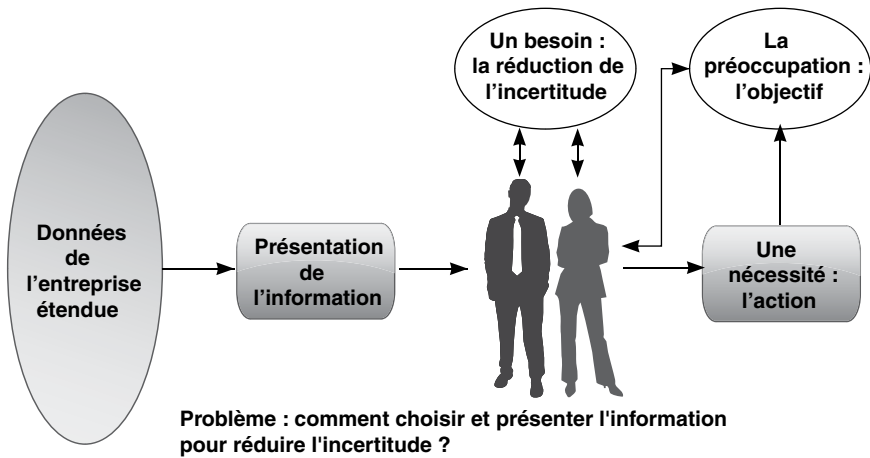 Un besoin :
la réduction de
l'incertitude
La
préoccupation :
l'objectif
Données
de
l'entreprise
étendue
Présentation
de
l'information
Une
nécessité :
l'action
Problème : comment choisir et présenter l'information
pour réduire l'incertitude ?